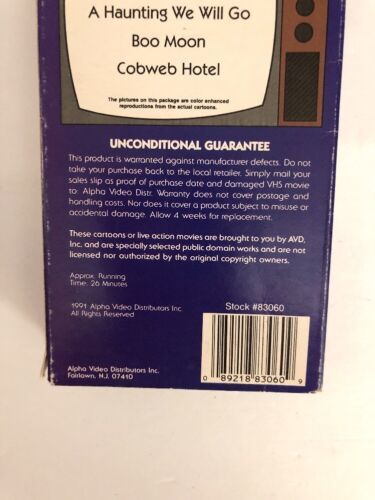 A Haunting We Will Go
Boo Moon
Cobweb Hotel
The pictures on this package are color enhanced
reproductions from the actual cartoons.
UNCONDITIONAL GUARANTEE
This product is warranted against manufacturer defects. Do not
take your purchase back to the local retailer. Simply mail your
sales slip as proof of purchase and damaged VHS movie
to: Alpha Video Distr. Warranty does not cover postage and
handling costs. Nor does it cover a product subject to misuse or
accidental damage. Allow 4 weeks for replacement.
These cartoons or live action movies are brought to you by AVD,
Inc. and are specially selected public domain works and are not
licensed nor authorized by the original copyright owners.
Approx. Running
Time: 26 Minutes
1991 Alpha Video Distributors Inc.
All Rights Reserved
Stock #83060
Alpha Video Distributors Inc.
Fairlawn, N.J. 07410
0 89218 83060 9